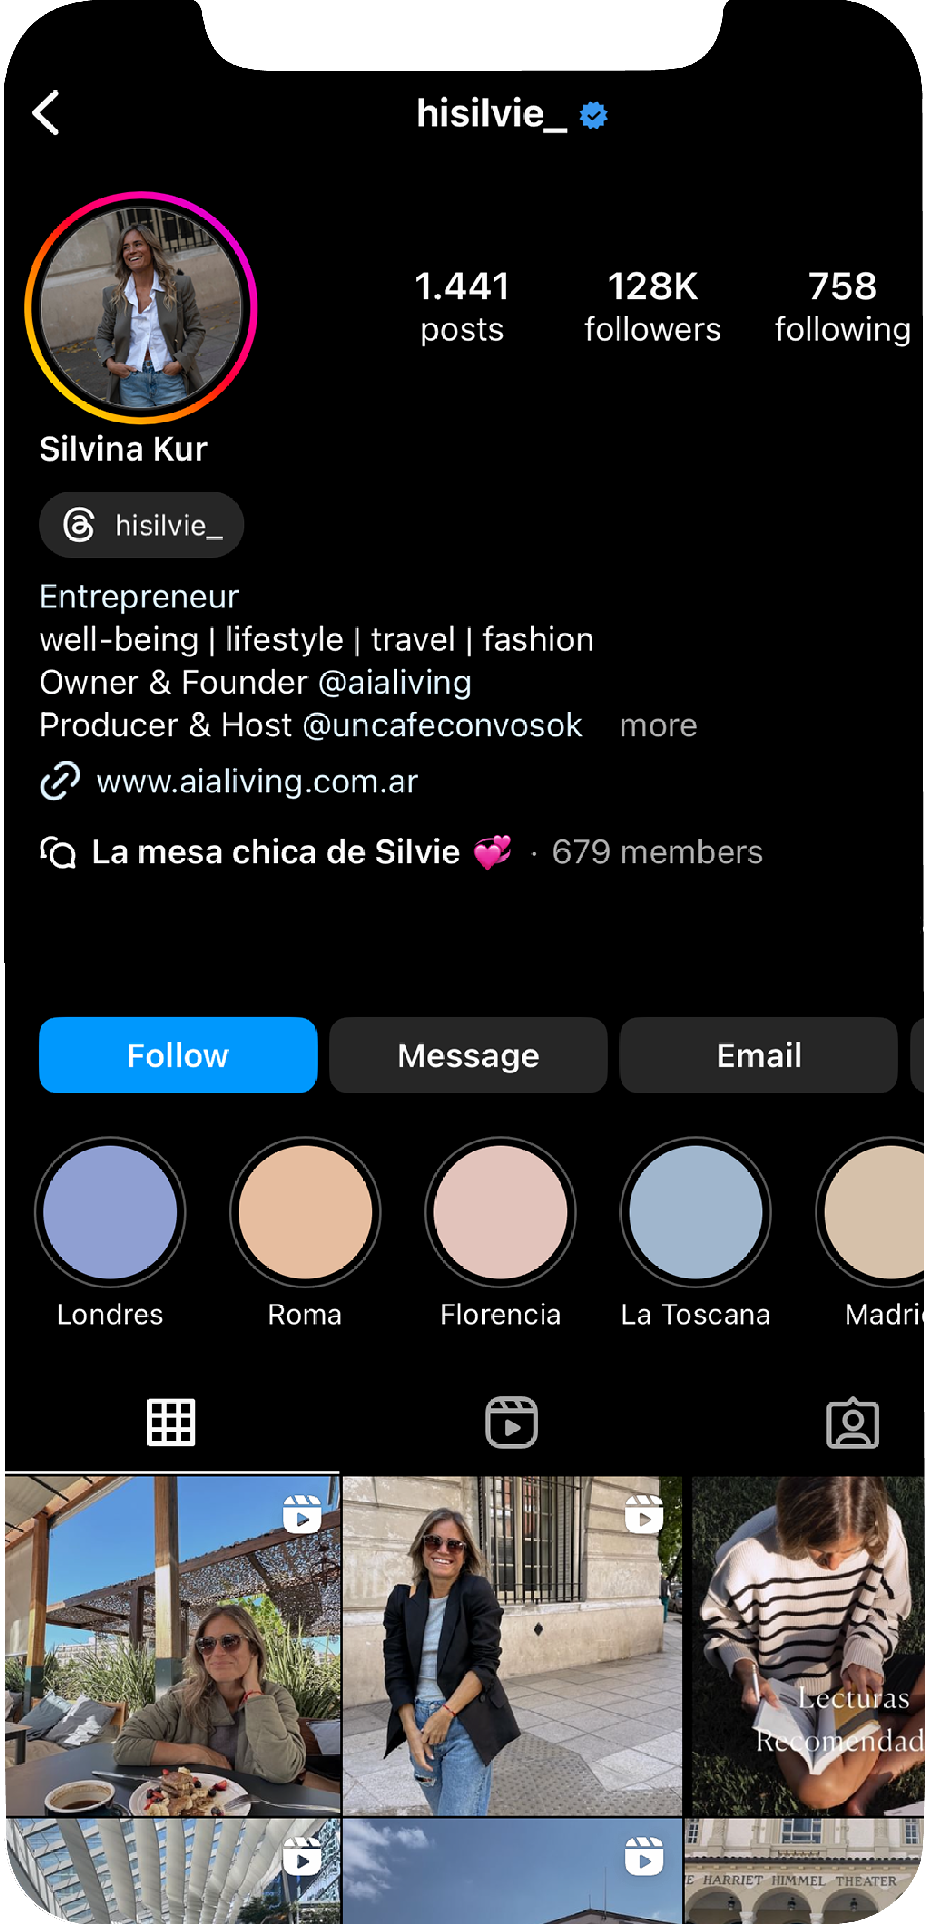 hisilvie_
1.441
posts
128K
followers
758
following
Silvina Kur
hisilvie_
Entrepreneur
well-being | lifestyle | travel | fashion
Owner & Founder @aialiving
Producer & Host @uncafeconvosok more
www.aialiving.com.ar
La mesa chica de Silvie 💞 · 679 members
Follow
Message
Email
Londres
Roma
Florencia
La Toscana
Madri
Lecturas
Recomendad
E HARRIET HIMMEL THEATER